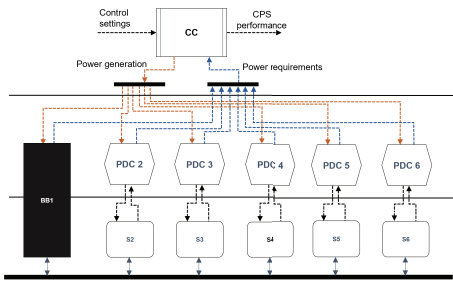 Control
settings
CC
CPS
performance
Power generation
Power requirements
BB1
PDC 2
PDC 3
PDC 4
PDC 5
PDC 6
S2
S3
S4
S5
S6